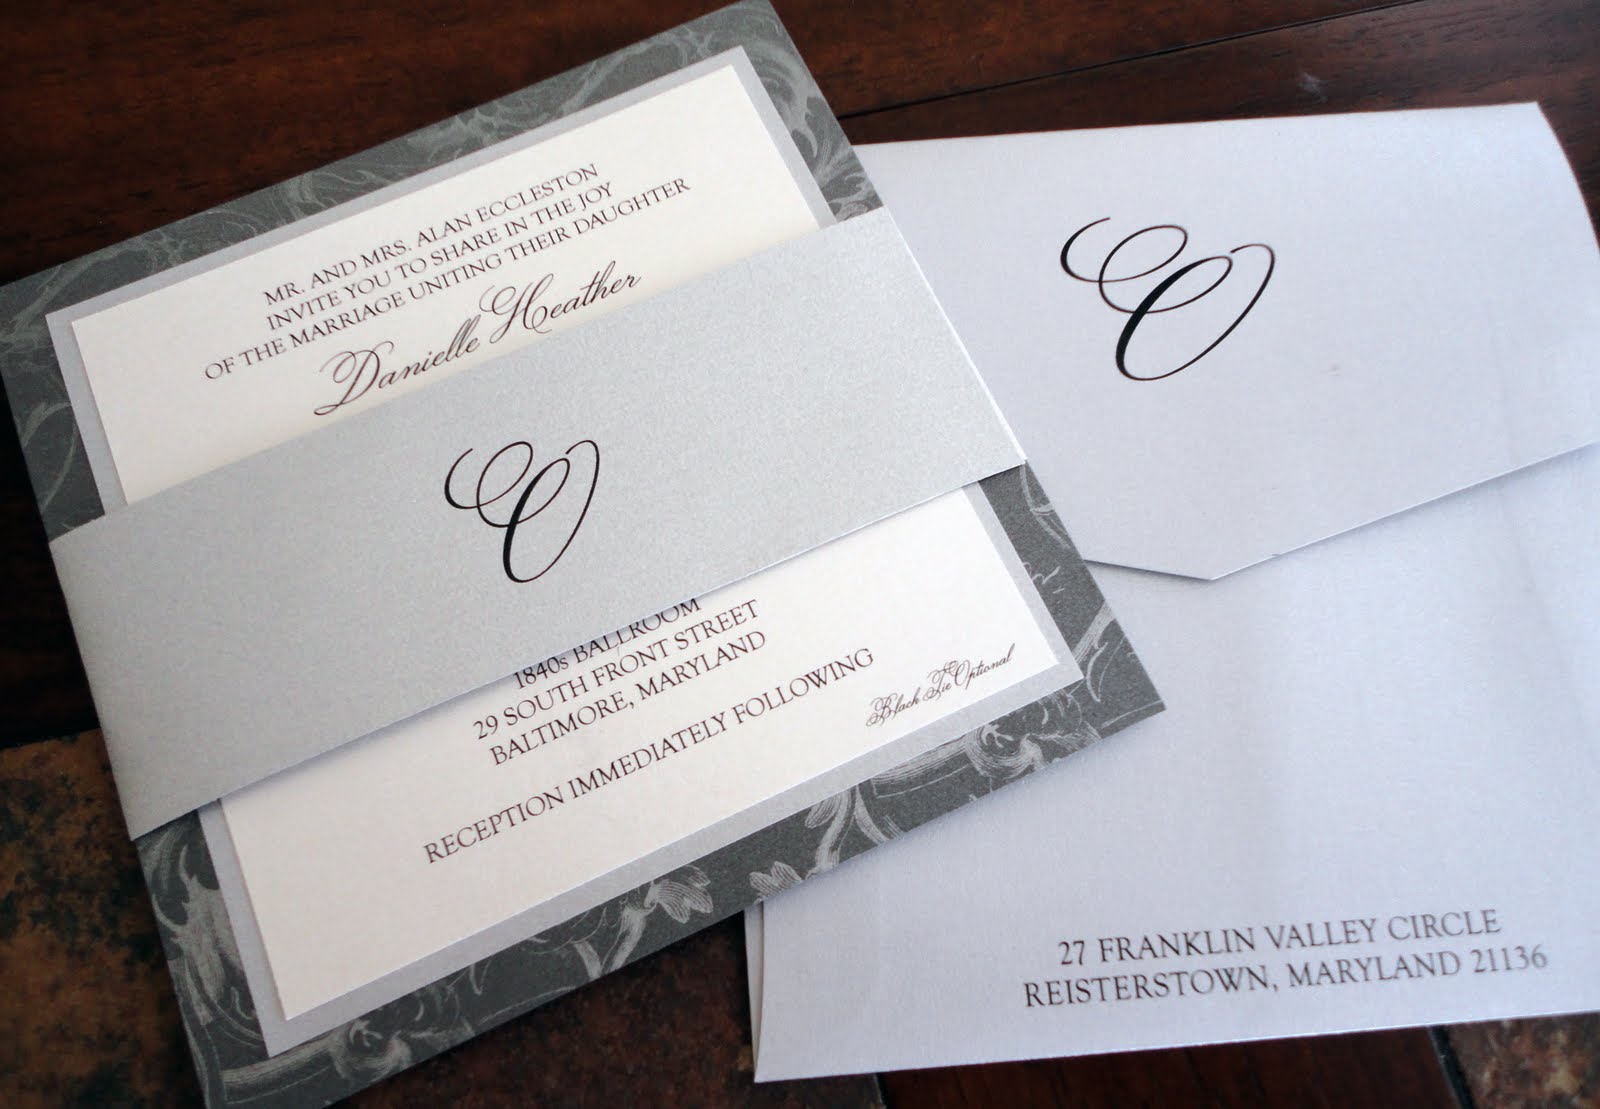 MR. AND MRS. ALAN ECCLESTON
INVITE YOU TO SHARE IN THE JOY
OF THE MARRIAGE UNITING THEIR DAUGHTER
Danielle Heather
O
1840s BALLROOM
29 SOUTH FRONT STREET
BALTIMORE, MARYLAND
RECEPTION IMMEDIATELY FOLLOWING
Black Tie Optional
O
27 FRANKLIN VALLEY CIRCLE
REISTERSTOWN, MARYLAND 21136